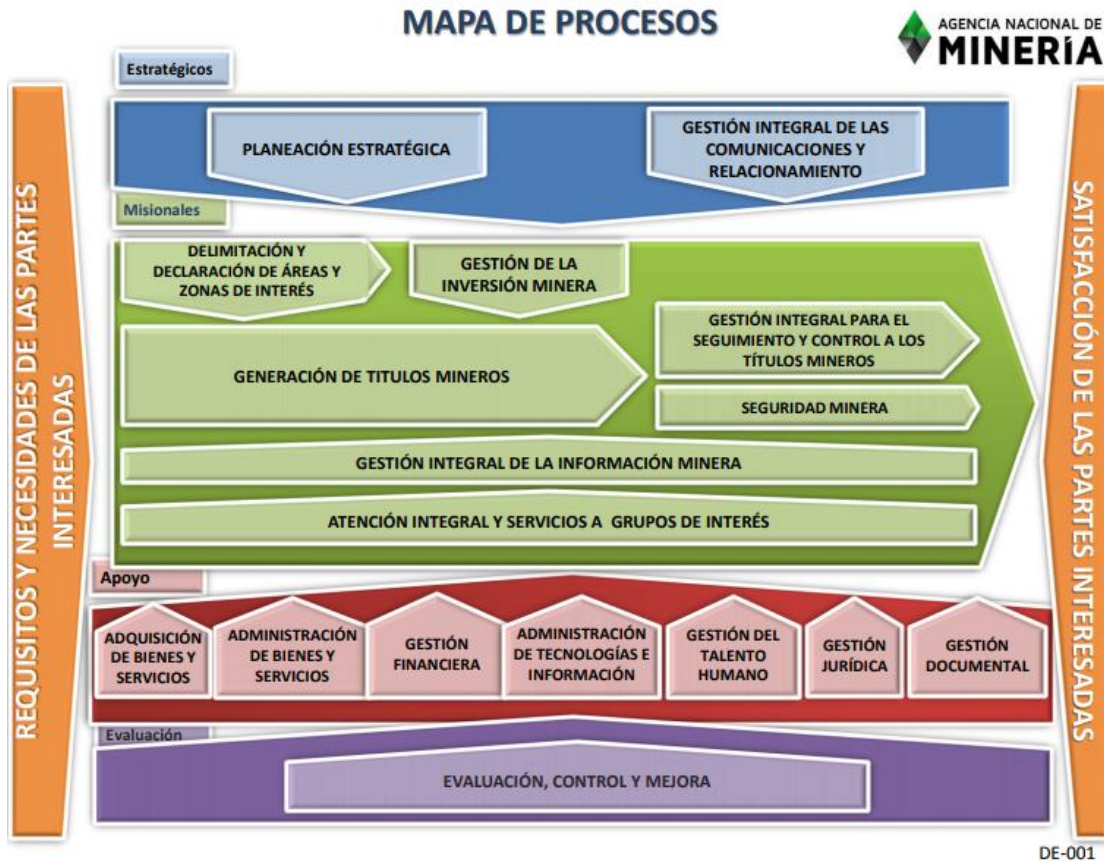 MAPA DE PROCESOS
AGENCIA NACIONAL DE
MINERÍA
REQUISITOS Y NECESIDADES DE LAS PARTES
INTERESADAS
Estratégicos
PLANEACIÓN ESTRATÉGICA
GESTIÓN INTEGRAL DE LAS
COMUNICACIONES Y
RELACIONAMIENTO
Misionales
DELIMITACIÓN Y
DECLARACIÓN DE ÁREAS Y
ZONAS DE INTERÉS
GESTIÓN DE LA
INVERSIÓN MINERA
GENERACIÓN DE TITULOS MINEROS
GESTIÓN INTEGRAL PARA EL
SEGUIMIENTO Y CONTROL A LOS
TÍTULOS MINEROS
SEGURIDAD MINERA
GESTIÓN INTEGRAL DE LA INFORMACIÓN MINERA
ATENCIÓN INTEGRAL Y SERVICIOS A GRUPOS DE INTERÉS
Apoyo
ADQUISICIÓN
DE BIENES Y
SERVICIOS
ADMINISTRACIÓN
DE BIENES Y
SERVICIOS
GESTIÓN
FINANCIERA
ADMINISTRACIÓN
DE TECNOLOGÍAS E
INFORMACIÓN
GESTIÓN DEL
TALENTO
HUMANO
GESTIÓN
JURÍDICA
GESTIÓN
DOCUMENTAL
Evaluación
EVALUACIÓN, CONTROL Y MEJORA
SATISFACCIÓN DE LAS PARTES INTERESADAS
DE-001